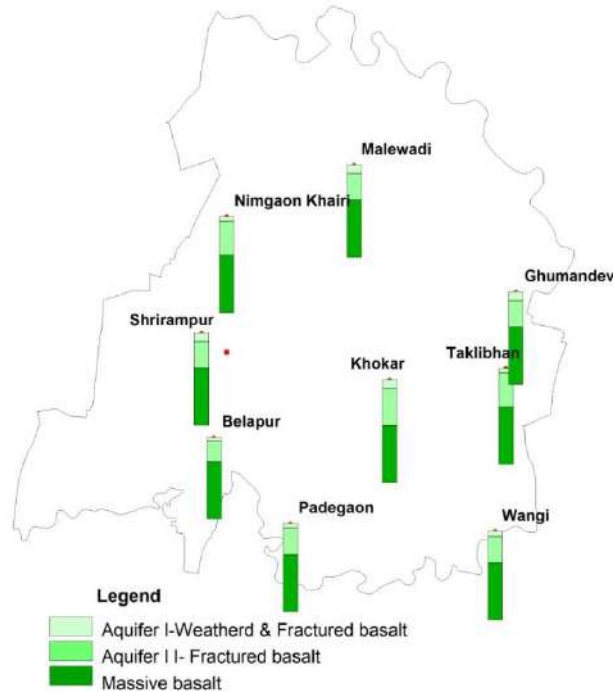 Malewadi
Nimgaon Khairi
Ghumandev
Shrirampur
Taklibhan
Khokar
Belapur
Padegaon
Wangi
Legend
Aquifer I-Weatherd & Fractured basalt
Aquifer I I- Fractured basalt
Massive basalt